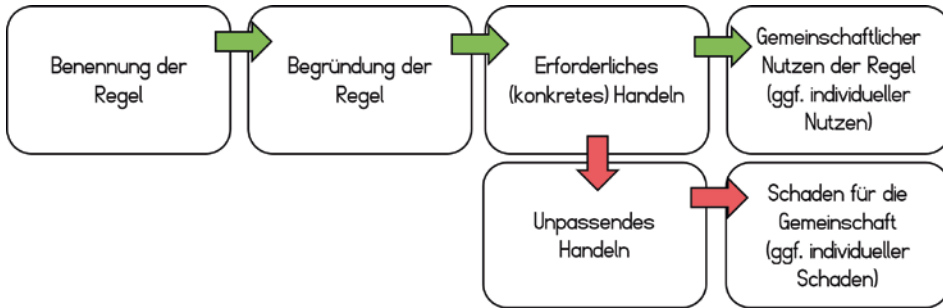 Benennung der
Regel
Begründung der
Regel
Erforderliches
(konkretes) Handeln
Gemeinschaftlicher
Nutzen der Regel
(ggf. individueller
Nutzen)
Unpassendes
Handeln
Schaden für die
Gemeinschaft
(ggf. individueller
Schaden)